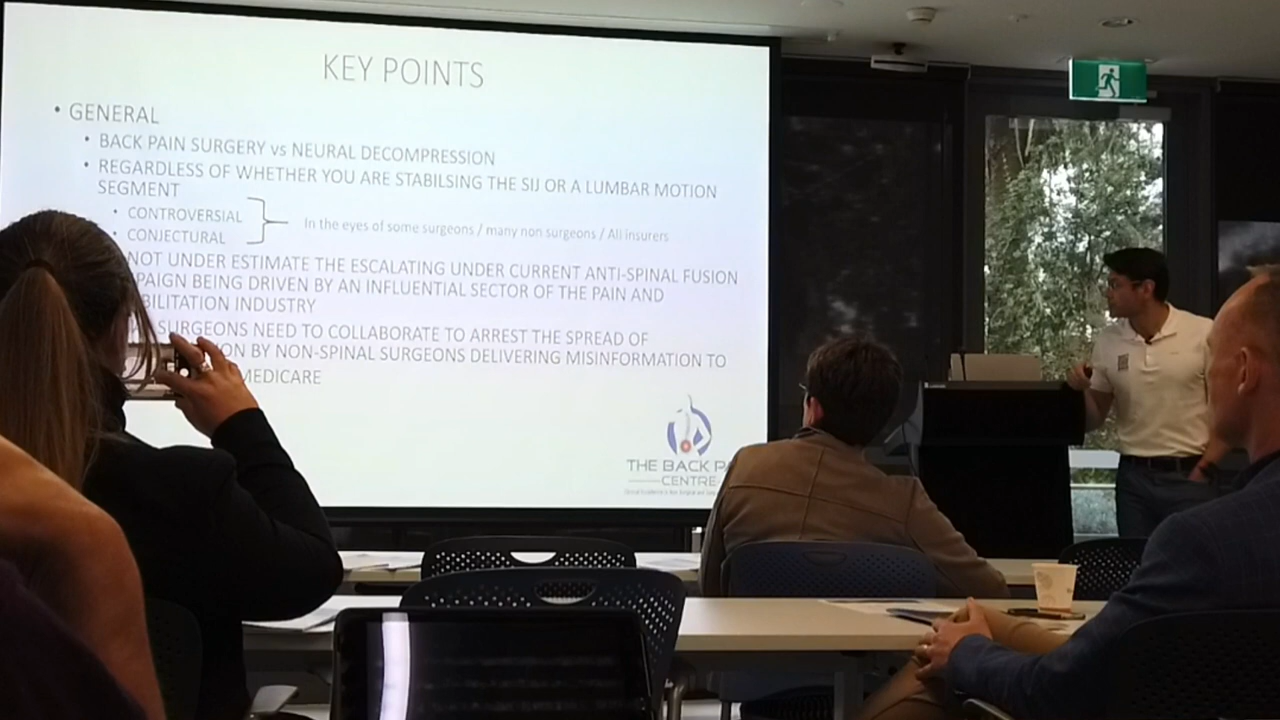 KEY POINTS
• GENERAL
• BACK PAIN SURGERY vs NEURAL DECOMPRESSION
• REGARDLESS OF WHETHER YOU ARE STABILSING THE SIJ OR A LUMBAR MOTION
SEGMENT
• CONTROVERSIAL
• CONJECTURAL
In the eyes of some surgeons / many non surgeons / All insurers
NOT UNDER ESTIMATE THE ESCALATING UNDER CURRENT ANTI-SPINAL FUSION
PAIGN BEING DRIVEN BY AN INFLUENTIAL SECTOR OF THE PAIN AND
BILITATION INDUSTRY
SURGEONS NEED TO COLLABORATE TO ARREST THE SPREAD OF
ON BY NON-SPINAL SURGEONS DELIVERING MISINFORMATION TO
MEDICARE
THE BACK P
CENTRE